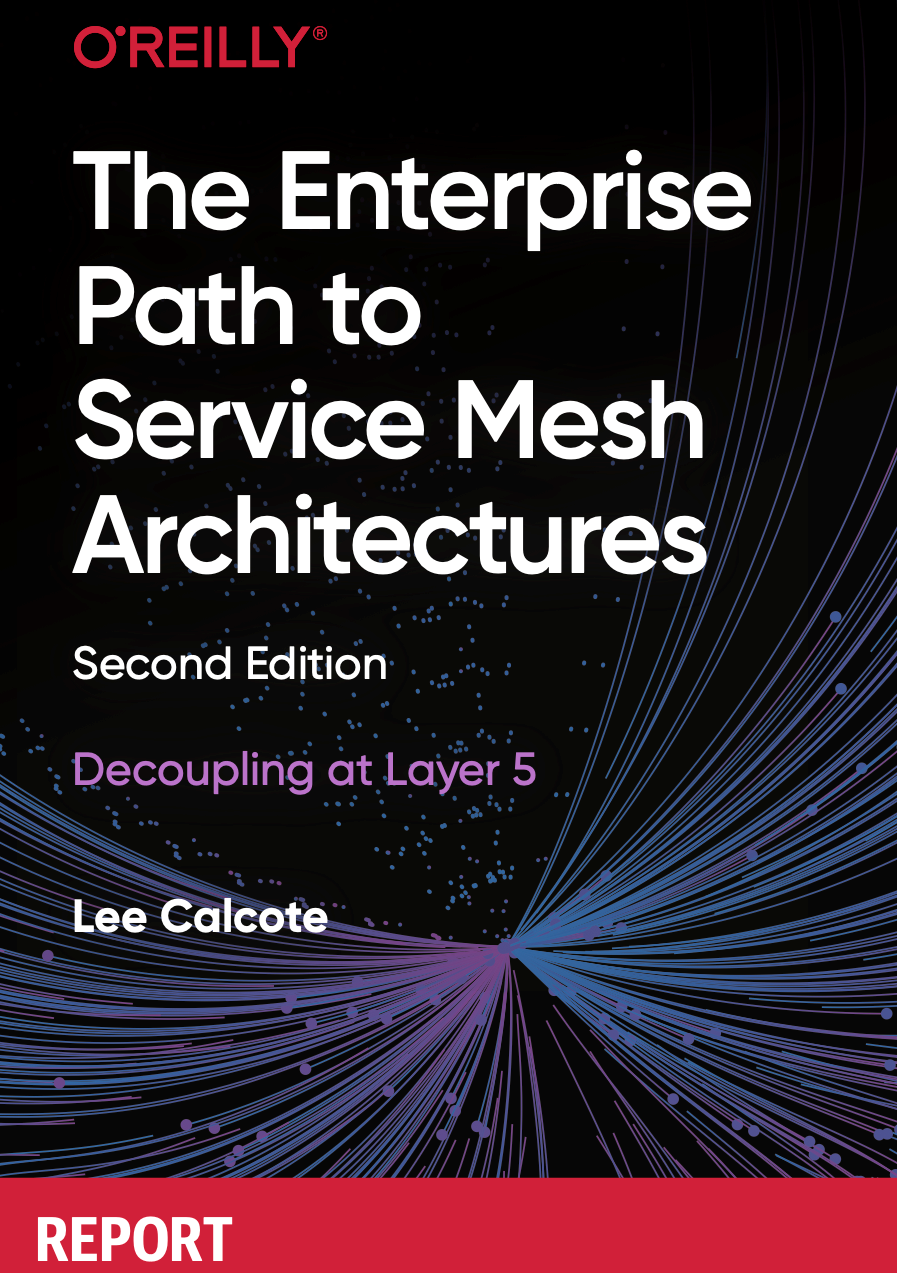 O'REILLY®
The Enterprise
Path to
Service Mesh
Architectures
Second Edition
Decoupling at Layer 5
Lee Calcote
REPORT